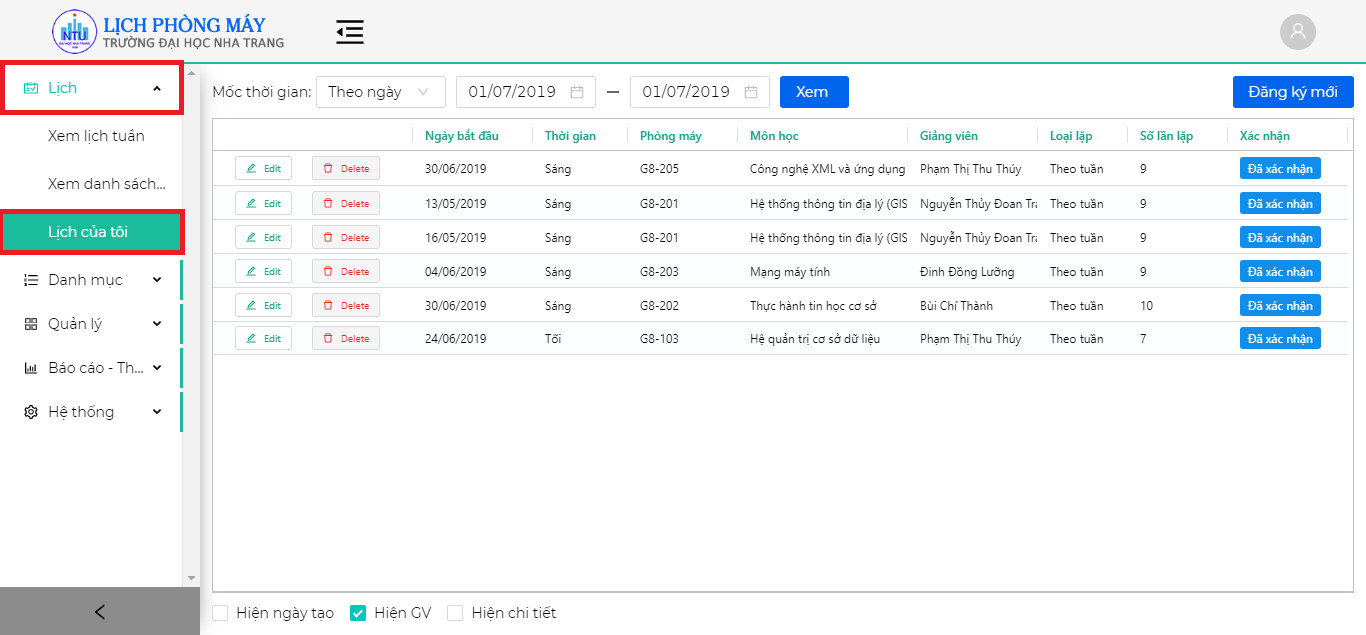 NTU
LỊCH PHÒNG MÁY
TRƯỜNG ĐẠI HỌC NHA TRANG
Lịch
Xem lịch tuần
Xem danh sách...
Lịch của tôi
Danh mục
Quản lý
Báo cáo - Th...
Hệ thống
Mốc thời gian: Theo ngày 01/07/2019 — 01/07/2019 Xem Đăng ký mới
Ngày bắt đầu Thời gian Phòng máy Môn học Giảng viên Loại lặp Số lần lặp Xác nhận
Edit Delete 30/06/2019 Sáng G8-205 Công nghệ XML và ứng dụng Phạm Thị Thu Thúy Theo tuần 9 Đã xác nhận
Edit Delete 13/05/2019 Sáng G8-201 Hệ thống thông tin địa lý (GIS Nguyễn Thủy Đoan Tra Theo tuần 9 Đã xác nhận
Edit Delete 16/05/2019 Sáng G8-201 Hệ thống thông tin địa lý (GIS Nguyễn Thủy Đoan Tra Theo tuần 9 Đã xác nhận
Edit Delete 04/06/2019 Sáng G8-203 Mạng máy tính Đinh Đồng Lưỡng Theo tuần 9 Đã xác nhận
Edit Delete 30/06/2019 Sáng G8-202 Thực hành tin học cơ sở Bùi Chí Thành Theo tuần 10 Đã xác nhận
Edit Delete 24/06/2019 Tối G8-103 Hệ quản trị cơ sở dữ liệu Phạm Thị Thu Thúy Theo tuần 7 Đã xác nhận
Hiện ngày tạo Hiện GV Hiện chi tiết